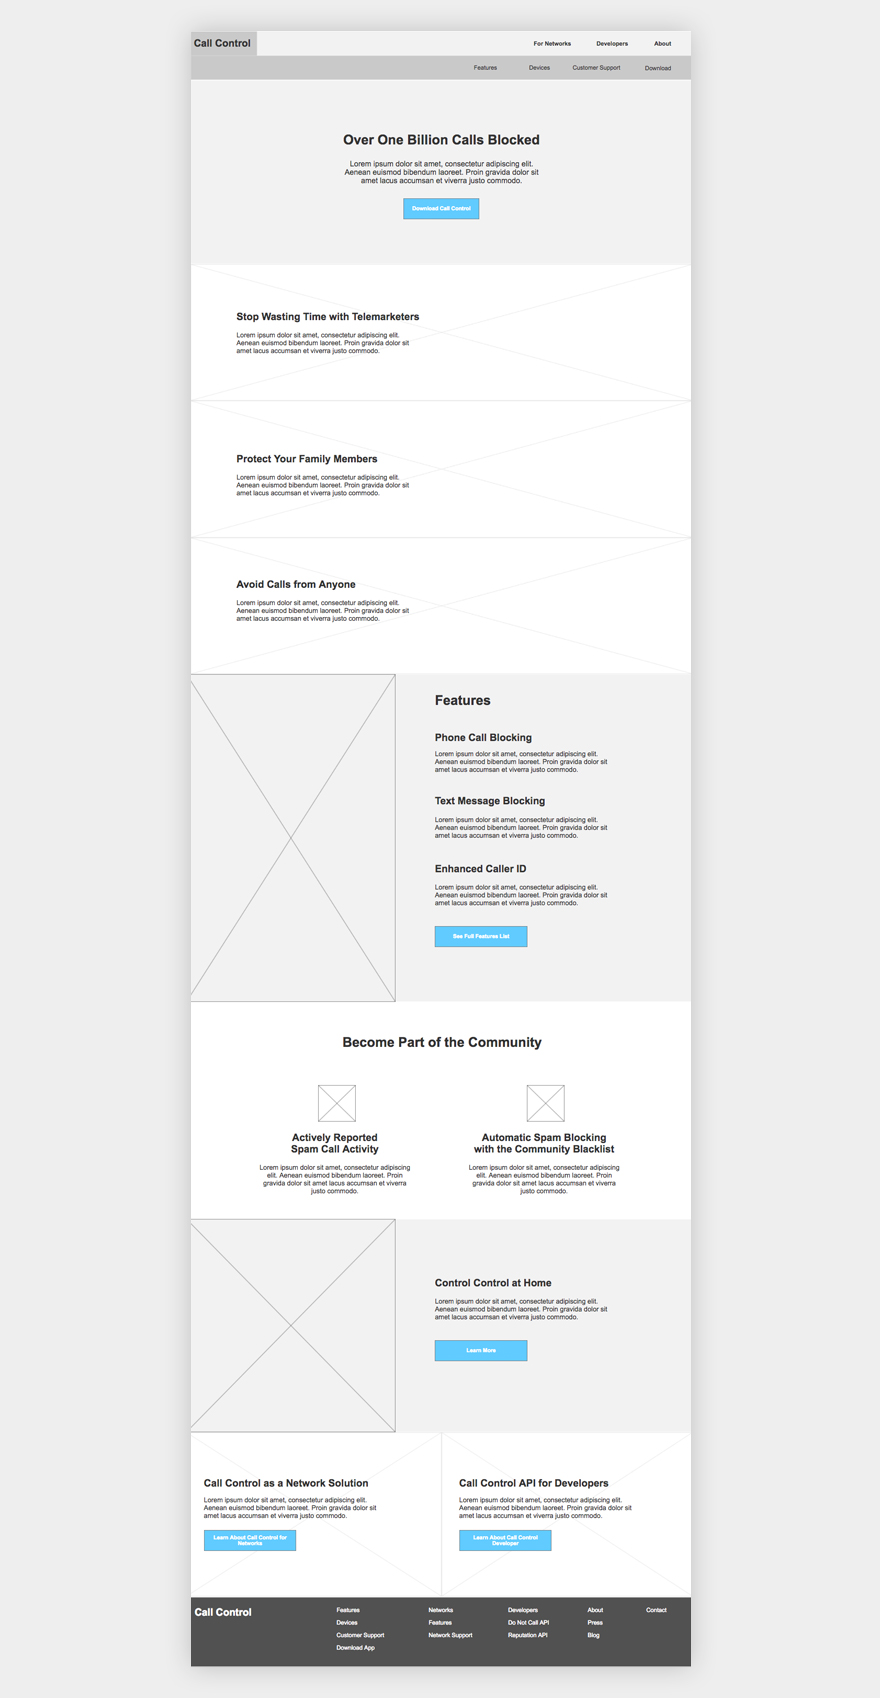 Call Control
For Networks
Developers
About
Features
Devices
Customer Support
Download
Over One Billion Calls Blocked
Lorem ipsum dolor sit amet, consectetur adipiscing elit.
Aenean euismod bibendum laoreet. Proin gravida dolor sit
amet lacus accumsan et viverra justo commodo.
Download Call Control
Stop Wasting Time with Telemarketers
Lorem ipsum dolor sit amet, consectetur adipiscing elit.
Aenean euismod bibendum laoreet. Proin gravida dolor sit
amet lacus accumsan et viverra justo commodo.
Protect Your Family Members
Lorem ipsum dolor sit amet, consectetur adipiscing elit.
Aenean euismod bibendum laoreet. Proin gravida dolor sit
amet lacus accumsan et viverra justo commodo.
Avoid Calls from Anyone
Lorem ipsum dolor sit amet, consectetur adipiscing elit.
Aenean euismod bibendum laoreet. Proin gravida dolor sit
amet lacus accumsan et viverra justo commodo.
Features
Phone Call Blocking
Lorem ipsum dolor sit amet, consectetur adipiscing elit.
Aenean euismod bibendum laoreet. Proin gravida dolor sit
amet lacus accumsan et viverra justo commodo.
Text Message Blocking
Lorem ipsum dolor sit amet, consectetur adipiscing elit.
Aenean euismod bibendum laoreet. Proin gravida dolor sit
amet lacus accumsan et viverra justo commodo.
Enhanced Caller ID
Lorem ipsum dolor sit amet, consectetur adipiscing elit.
Aenean euismod bibendum laoreet. Proin gravida dolor sit
amet lacus accumsan et viverra justo commodo.
See Full Features List
Become Part of the Community
Actively Reported
Spam Call Activity
Lorem ipsum dolor sit amet, consectetur adipiscing
elit. Aenean euismod bibendum laoreet. Proin
gravida dolor sit amet lacus accumsan et viverra
justo commodo.
Automatic Spam Blocking
with the Community Blacklist
Lorem ipsum dolor sit amet, consectetur adipiscing
elit. Aenean euismod bibendum laoreet. Proin
gravida dolor sit amet lacus accumsan et viverra
justo commodo.
Control Control at Home
Lorem ipsum dolor sit amet, consectetur adipiscing elit.
Aenean euismod bibendum laoreet. Proin gravida dolor sit
amet lacus accumsan et viverra justo commodo.
Learn More
Call Control as a Network Solution
Lorem ipsum dolor sit amet, consectetur adipiscing elit.
Aenean euismod bibendum laoreet. Proin gravida dolor sit
amet lacus accumsan et viverra justo commodo.
Learn About Call Control for
Networks
Call Control API for Developers
Lorem ipsum dolor sit amet, consectetur adipiscing elit.
Aenean euismod bibendum laoreet. Proin gravida dolor sit
amet lacus accumsan et viverra justo commodo.
Learn About Call Control
Developer
Call Control
Features
Devices
Customer Support
Download App
Networks
Features
Network Support
Developers
Do Not Call API
Reputation API
About
Press
Blog
Contact